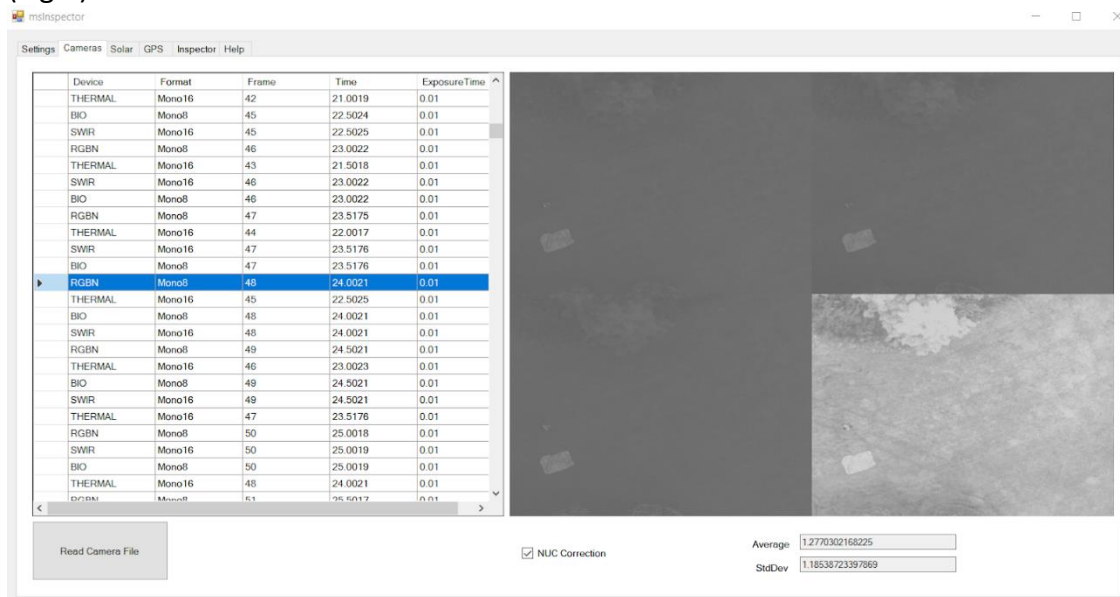 msInspector
Settings Cameras Solar GPS Inspector Help
Device Format Frame Time ExposureTime
THERMAL Mono16 42 21.0019 0.01
BIO Mono8 45 22.5024 0.01
SWIR Mono16 45 22.5025 0.01
RGBN Mono8 46 23.0022 0.01
THERMAL Mono16 43 21.5018 0.01
SWIR Mono16 46 23.0022 0.01
BIO Mono8 46 23.0022 0.01
RGBN Mono8 47 23.5175 0.01
THERMAL Mono16 44 22.0017 0.01
SWIR Mono16 47 23.5176 0.01
BIO Mono8 47 23.5176 0.01
RGBN Mono8 48 24.0021 0.01
THERMAL Mono16 45 22.5025 0.01
BIO Mono8 48 24.0021 0.01
SWIR Mono16 48 24.0021 0.01
RGBN Mono8 49 24.5021 0.01
THERMAL Mono16 46 23.0023 0.01
BIO Mono8 49 24.5021 0.01
SWIR Mono16 49 24.5021 0.01
THERMAL Mono16 47 23.5176 0.01
RGBN Mono8 50 25.0018 0.01
SWIR Mono16 50 25.0019 0.01
BIO Mono8 50 25.0019 0.01
THERMAL Mono16 48 24.0021 0.01
RGBN Mono8 51 25.5017 0.01
Read Camera File
NUC Correction
Average 1.2770302168225
StdDev 1.18538723397869